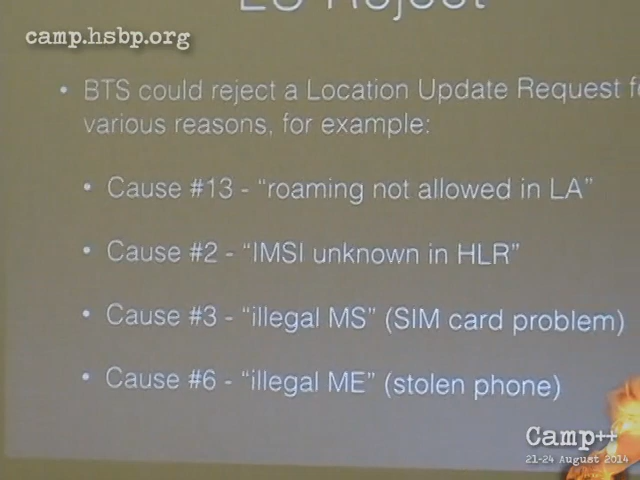 LU Reject
camp.hsbp.org
• BTS could reject a Location Update Request
various reasons, for example:
• Cause #13 - “roaming not allowed in LA”
• Cause #2 - “IMSI unknown in HLR”
• Cause #3 - “illegal MS” (SIM card problem)
• Cause #6 - “illegal ME” (stolen phone)
Camp++
21-24 August 2014